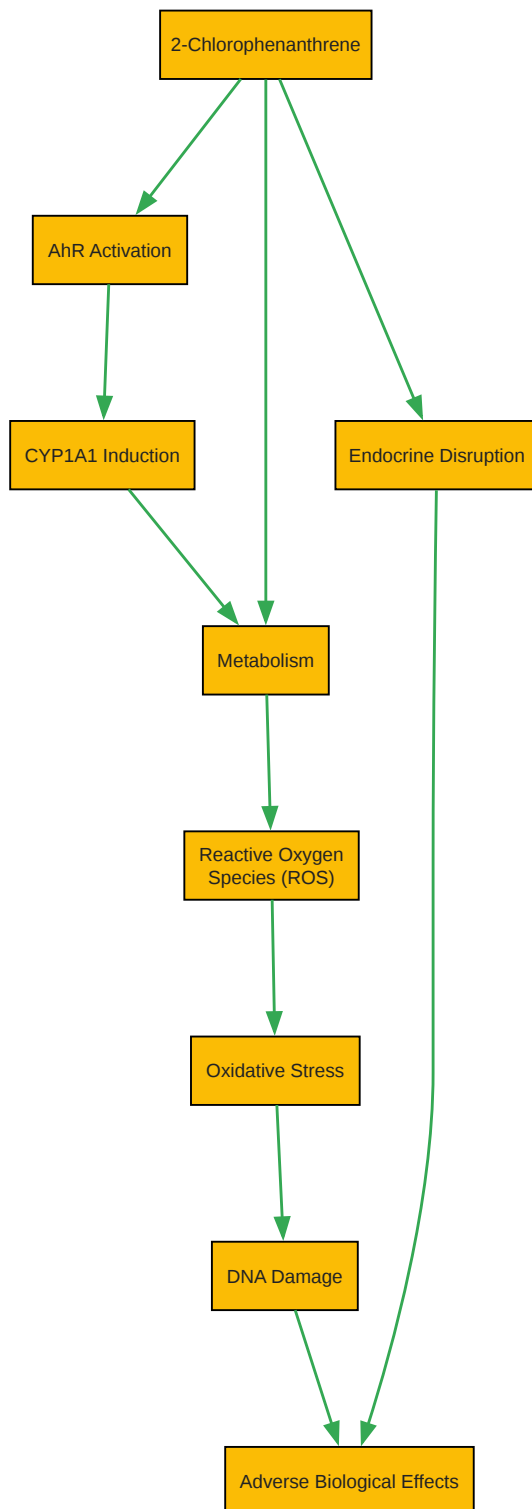 2-Chlorophenanthrene
AhR Activation
CYP1A1 Induction
Endocrine Disruption
Metabolism
Reactive Oxygen
Species (ROS)
Oxidative Stress
DNA Damage
Adverse Biological Effects